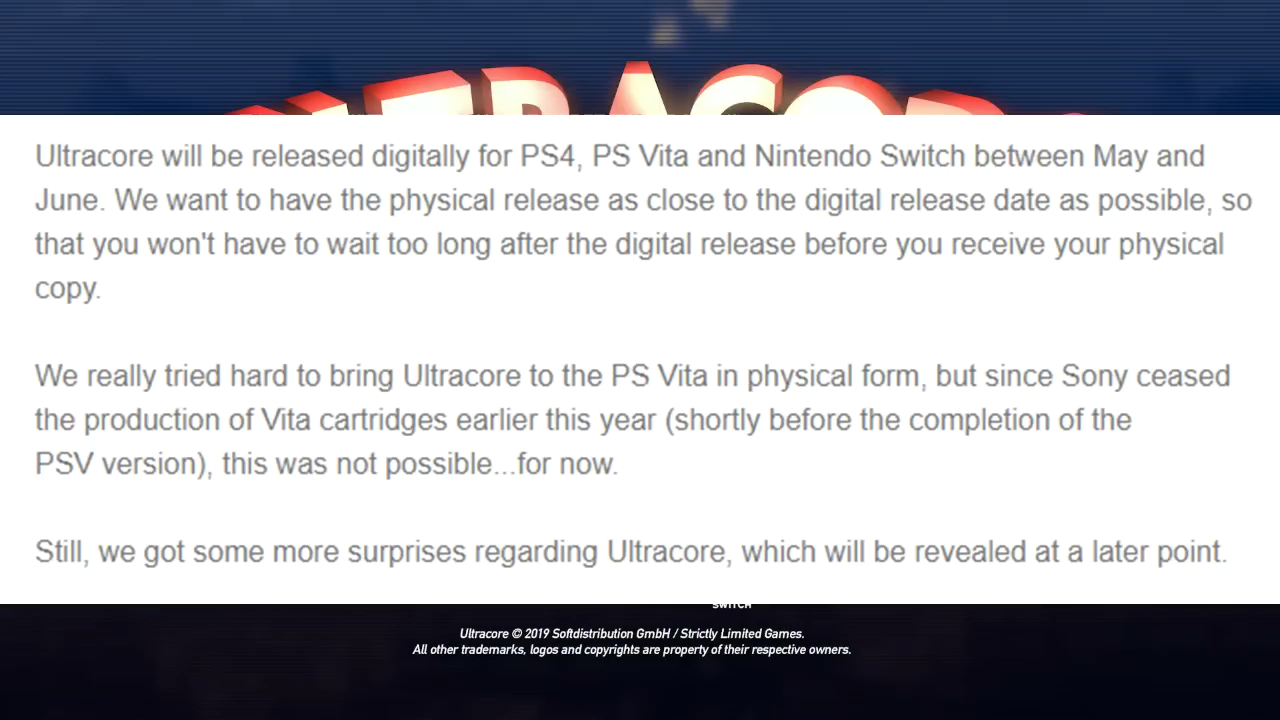 ULTRACORE
Ultracore will be released digitally for PS4, PS Vita and Nintendo Switch between May and
June. We want to have the physical release as close to the digital release date as possible, so
that you won't have to wait too long after the digital release before you receive your physical
copy.
We really tried hard to bring Ultracore to the PS Vita in physical form, but since Sony ceased
the production of Vita cartridges earlier this year (shortly before the completion of the
PSV version), this was not possible...for now.
Still, we got some more surprises regarding Ultracore, which will be revealed at a later point.
SWITCH
Ultracore © 2019 Softdistribution GmbH / Strictly Limited Games.
All other trademarks, logos and copyrights are property of their respective owners.